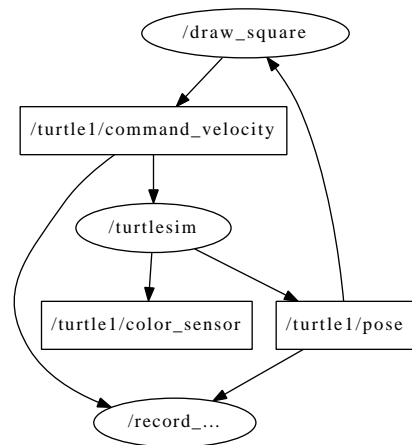 /draw_square
/turtle1/command_velocity
/turtlesim
/turtle1/color_sensor
/turtle1/pose
/record_...